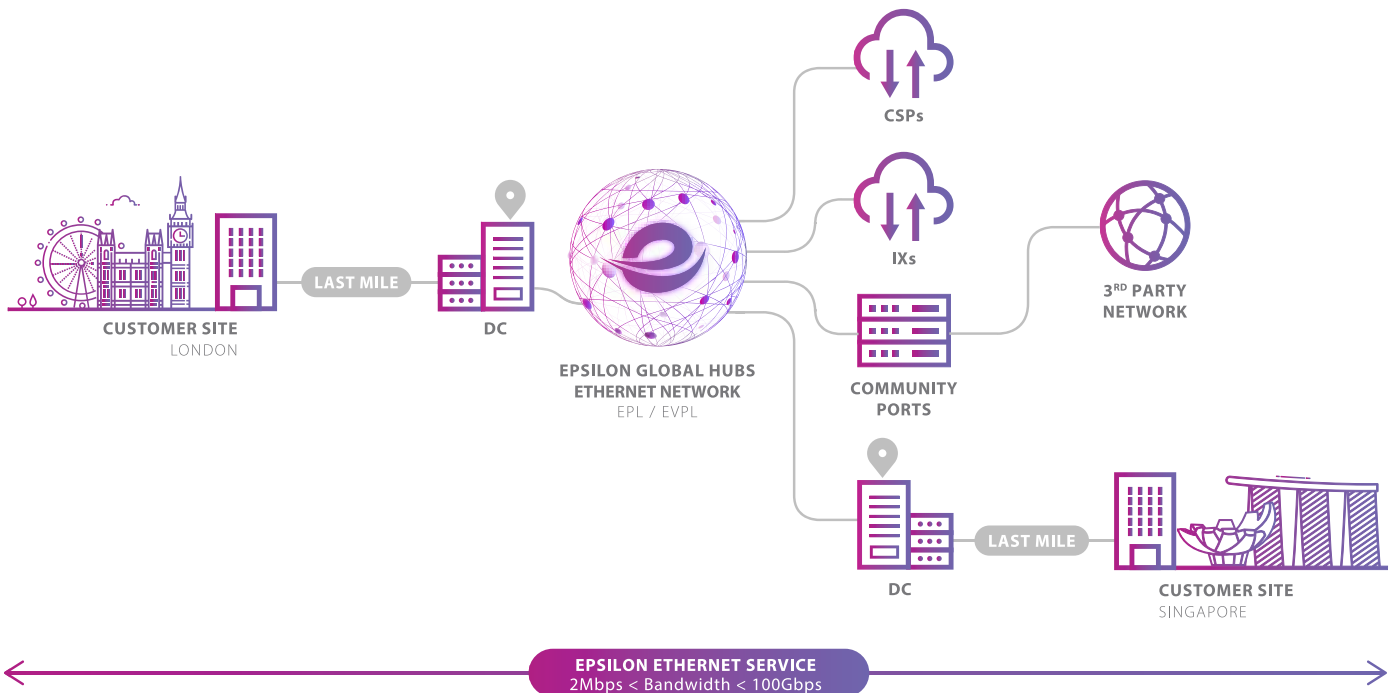 CSPs
IXs
LAST MILE
3RD PARTY
NETWORK
CUSTOMER SITE
LONDON
DC
EPSILON GLOBAL HUBS
ETHERNET NETWORK
EPL / EVPL
COMMUNITY
PORTS
LAST MILE
DC
CUSTOMER SITE
SINGAPORE
EPSILON ETHERNET SERVICE
2Mbps < Bandwidth < 100Gbps